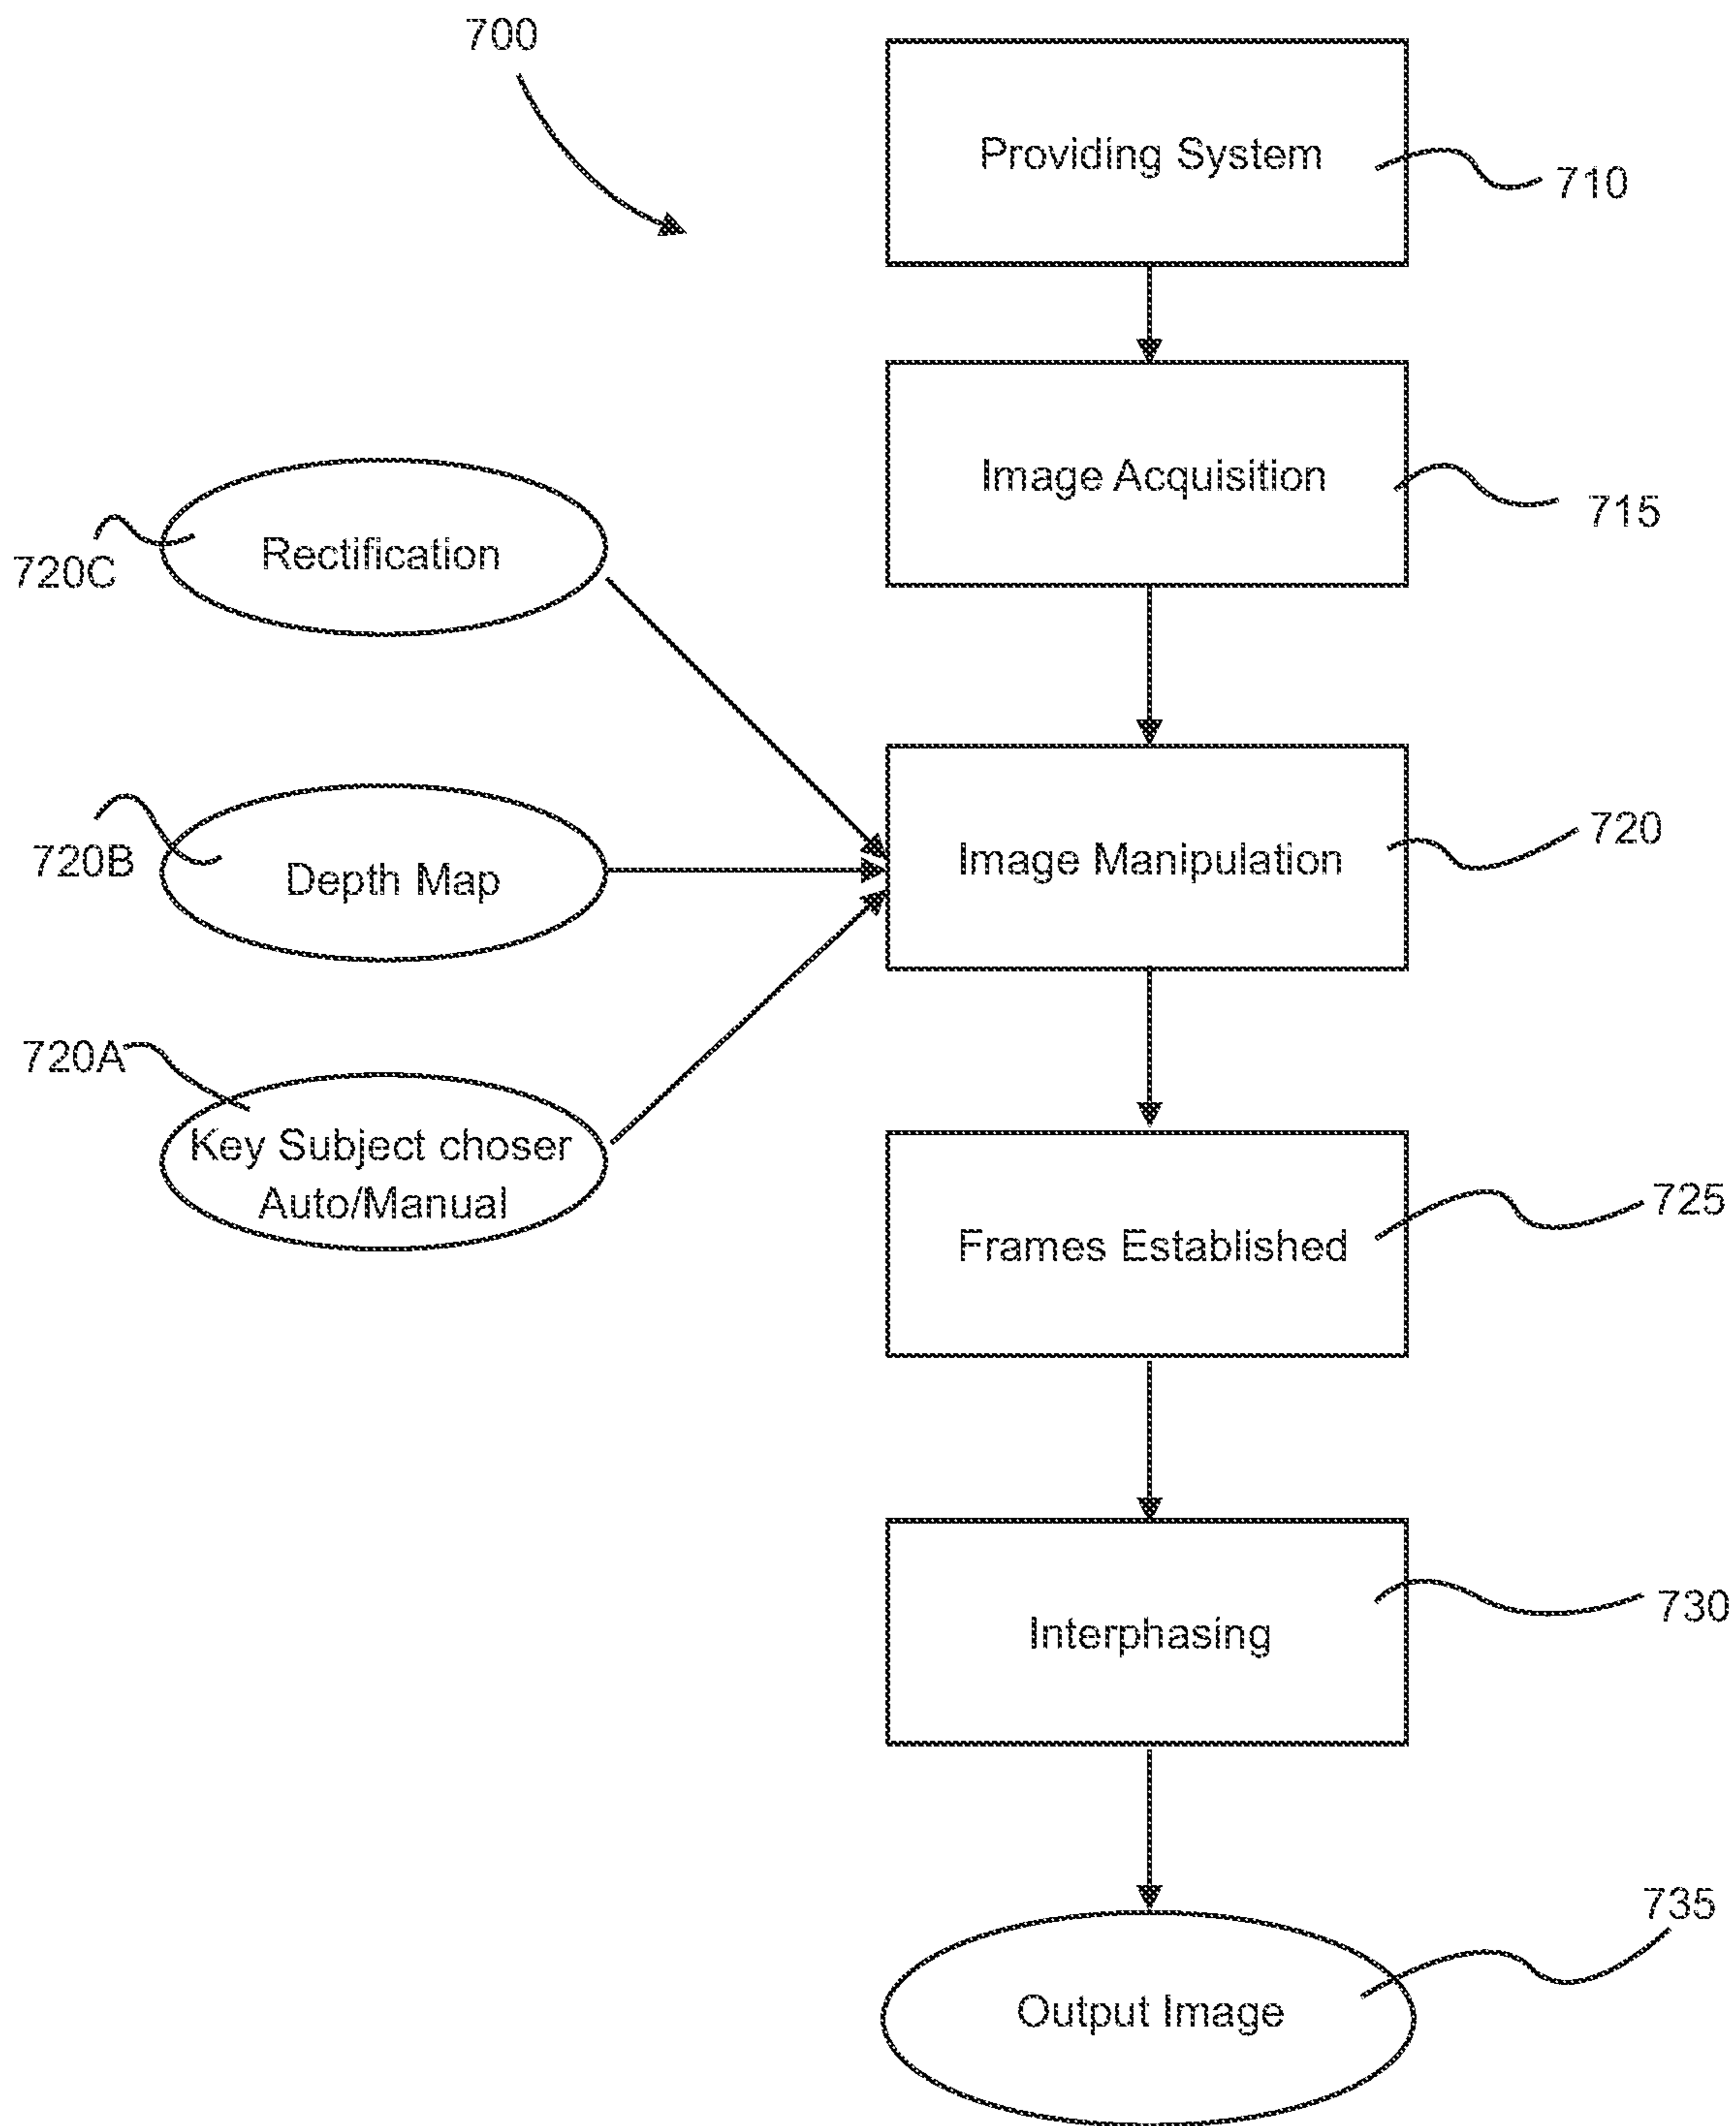 700
Providing System
710
Image Acquisition
715
Rectification
720C
Image Manipulation
720
Depth Map
720B
720A
Key Subject choser
Auto/Manual
Frames Established
725
Interphasing
730
Output Image
735